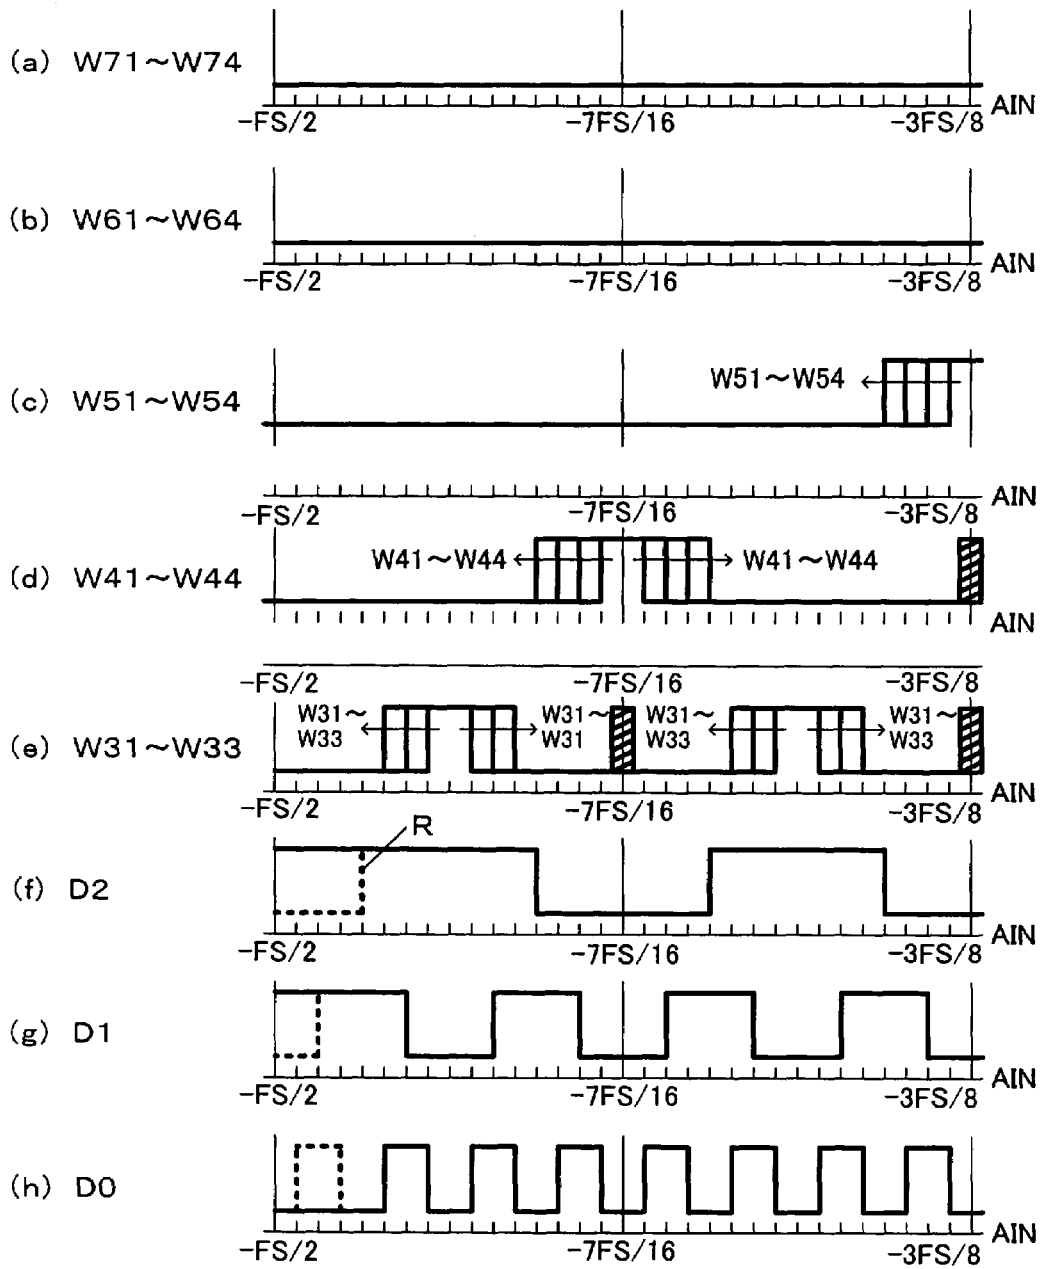 (a) W71～W74
AIN
-FS/2 -7FS/16 -3FS/8
(b) W61～W64
AIN
-FS/2 -7FS/16 -3FS/8
(c) W51～W54
W51～W54
AIN
-FS/2 -7FS/16 -3FS/8
(d) W41～W44
W41～W44 W41～W44
AIN
-FS/2 -7FS/16 -3FS/8
(e) W31～W33
W31～
W33
W31～
W31
W31～
W33
W31～
W33
AIN
-FS/2 -7FS/16 -3FS/8
R
(f) D2
AIN
-FS/2 -7FS/16 -3FS/8
(g) D1
AIN
-FS/2 -7FS/16 -3FS/8
(h) D0
AIN
-FS/2 -7FS/16 -3FS/8